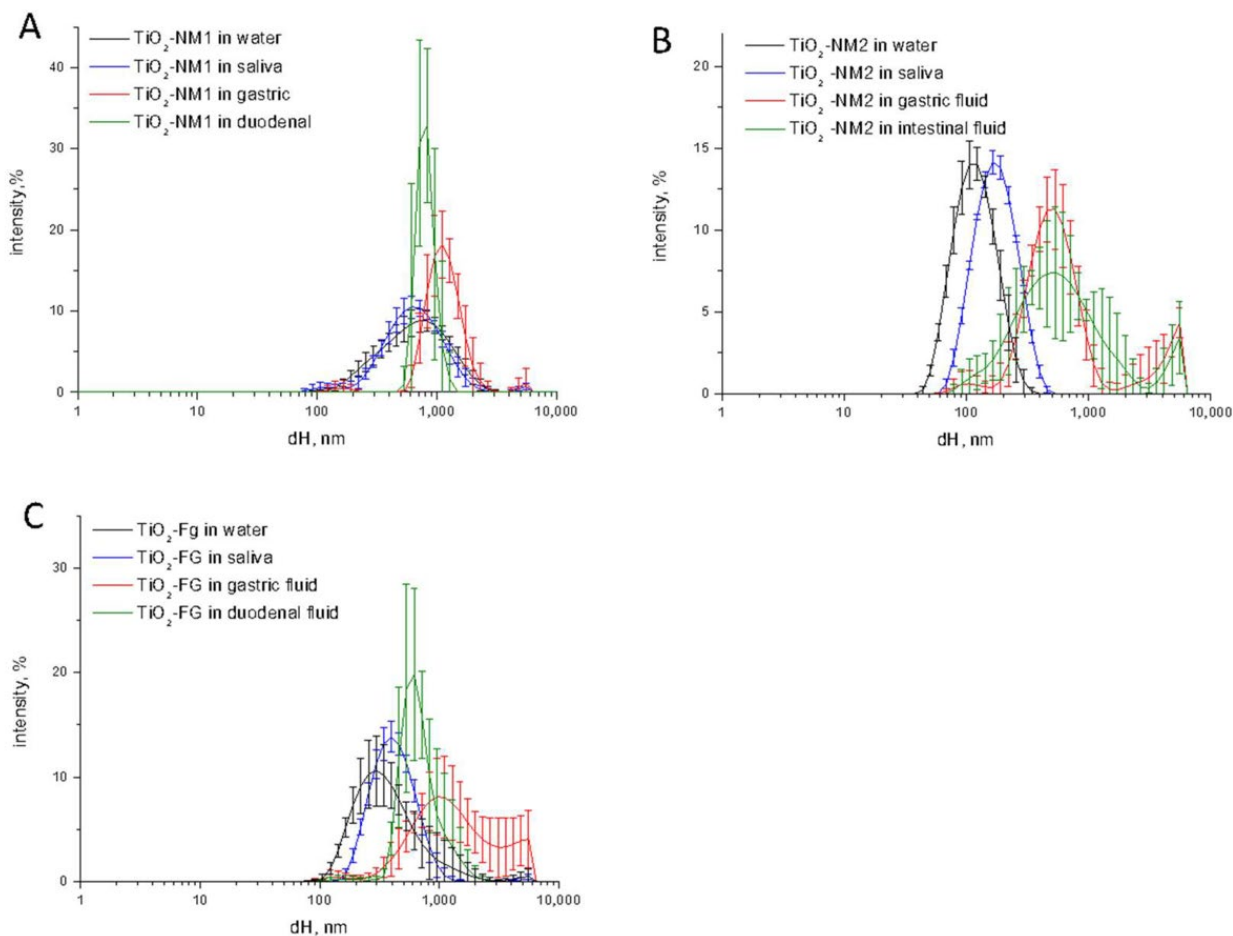 A
TiO₂-NM1 in water
TiO₂-NM1 in saliva
TiO₂-NM1 in gastric
TiO₂-NM1 in duodenal
intensity,%
40
30
20
10
0
1
10
100
1,000
10,000
dH, nm
B
TiO₂-NM2 in water
TiO₂-NM2 in saliva
TiO₂-NM2 in gastric fluid
TiO₂-NM2 in intestinal fluid
intensity, %
20
15
10
5
0
1
10
100
1,000
10,000
dH, nm
C
TiO₂-Fg in water
TiO₂-FG in saliva
TiO₂-FG in gastric fluid
TiO₂-FG in duodenal fluid
intensity, %
30
20
10
0
1
10
100
1,000
10,000
dH, nm